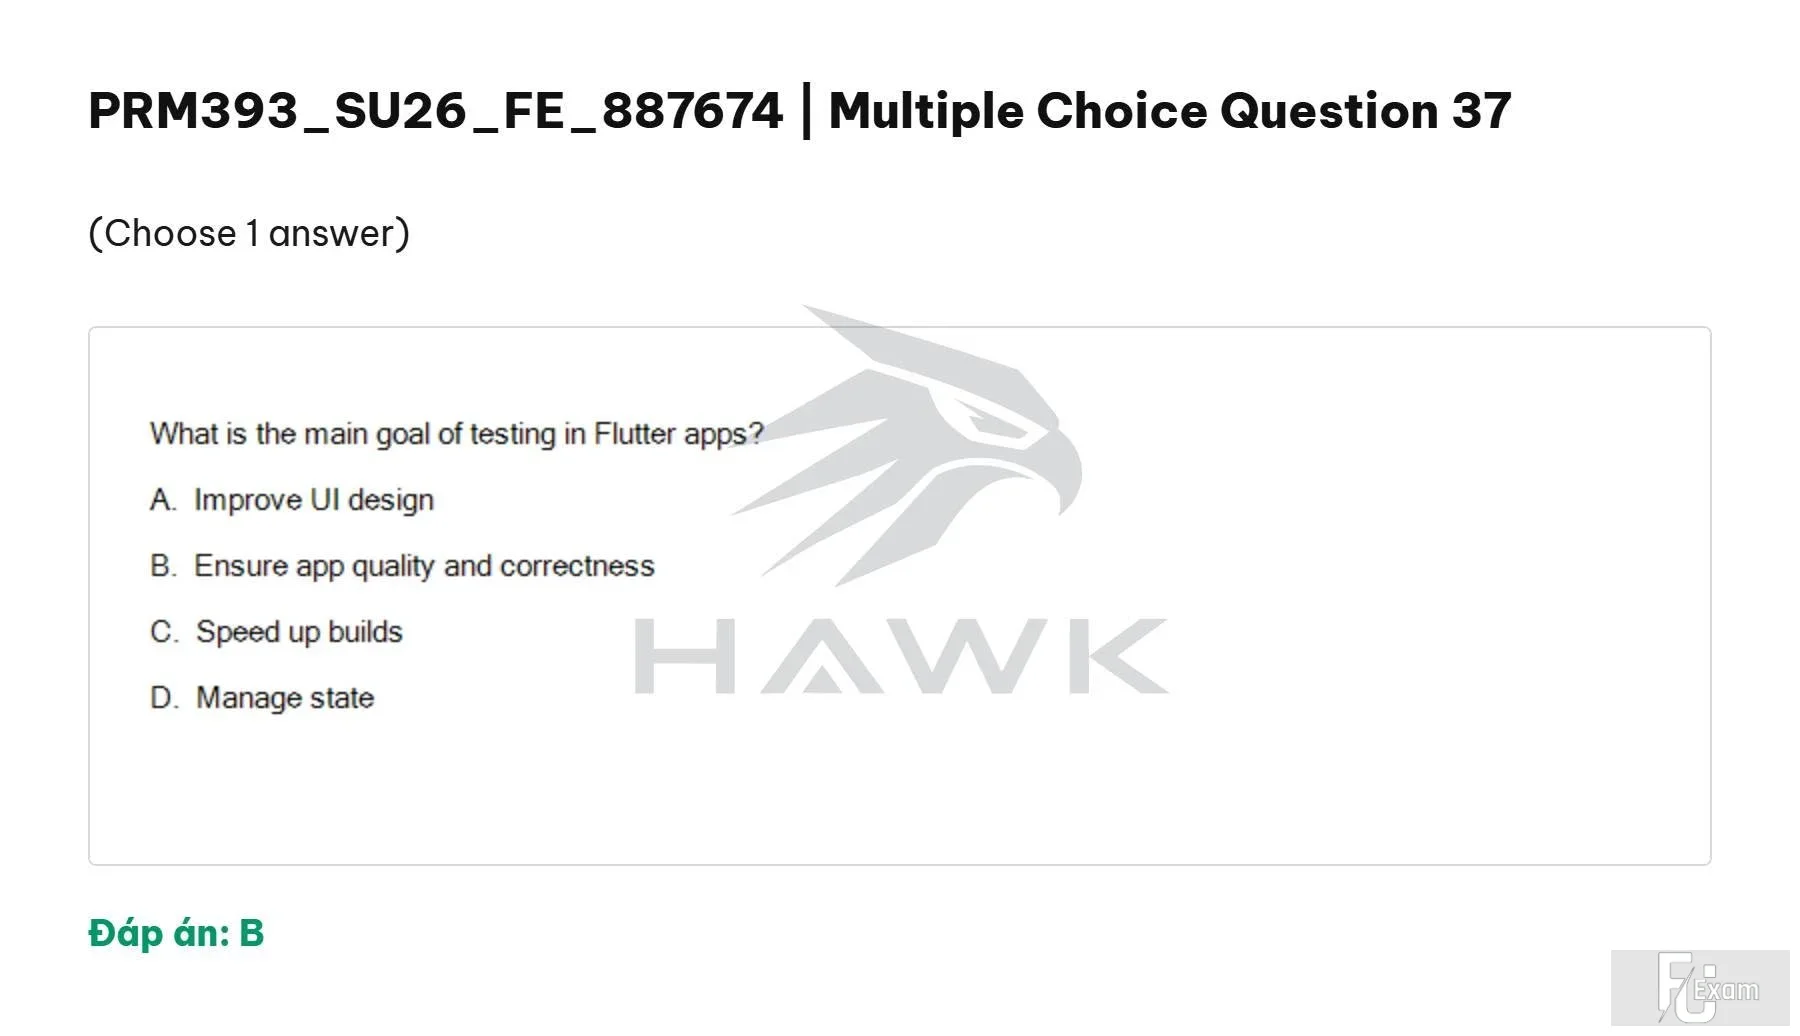 PRM393_SU26_FE_887674 | Multiple Choice Question 37
(Choose 1 answer)
What is the main goal of testing in Flutter apps?
A. Improve UI design
B. Ensure app quality and correctness
C. Speed up builds
D. Manage state
HAWK
Đáp án: B
FU Exam